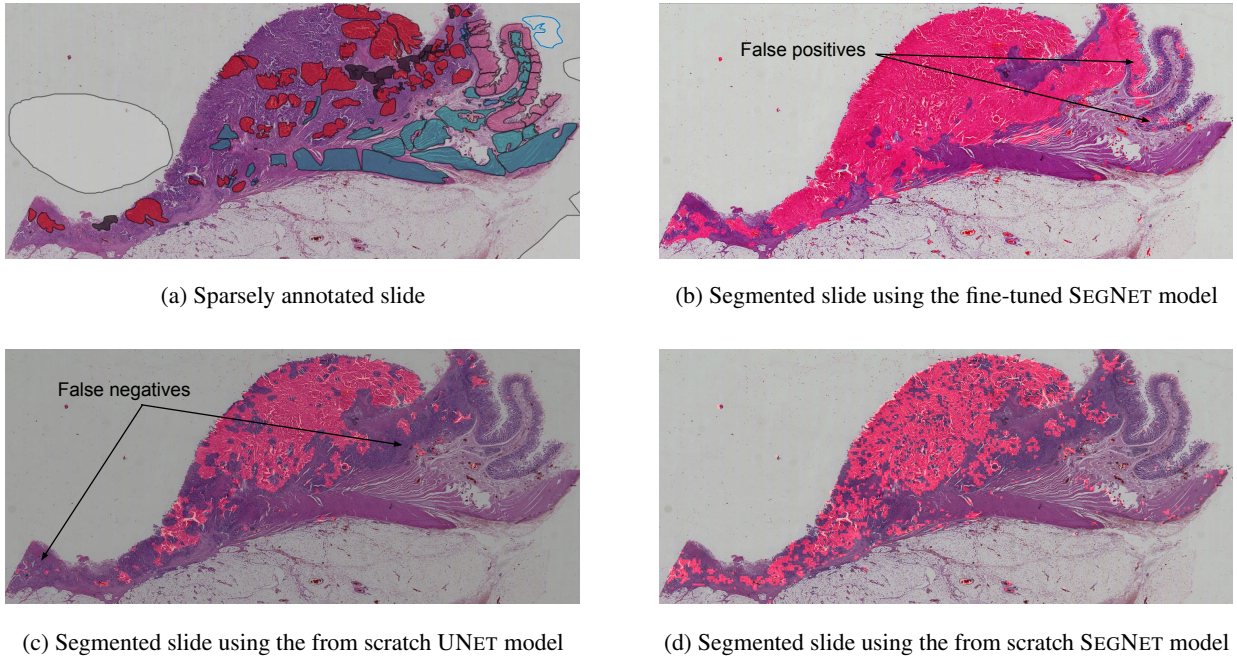 False positives
(a) Sparsely annotated slide
(b) Segmented slide using the fine-tuned SEGNET model
False negatives
(c) Segmented slide using the from scratch UNET model
(d) Segmented slide using the from scratch SEGNET model